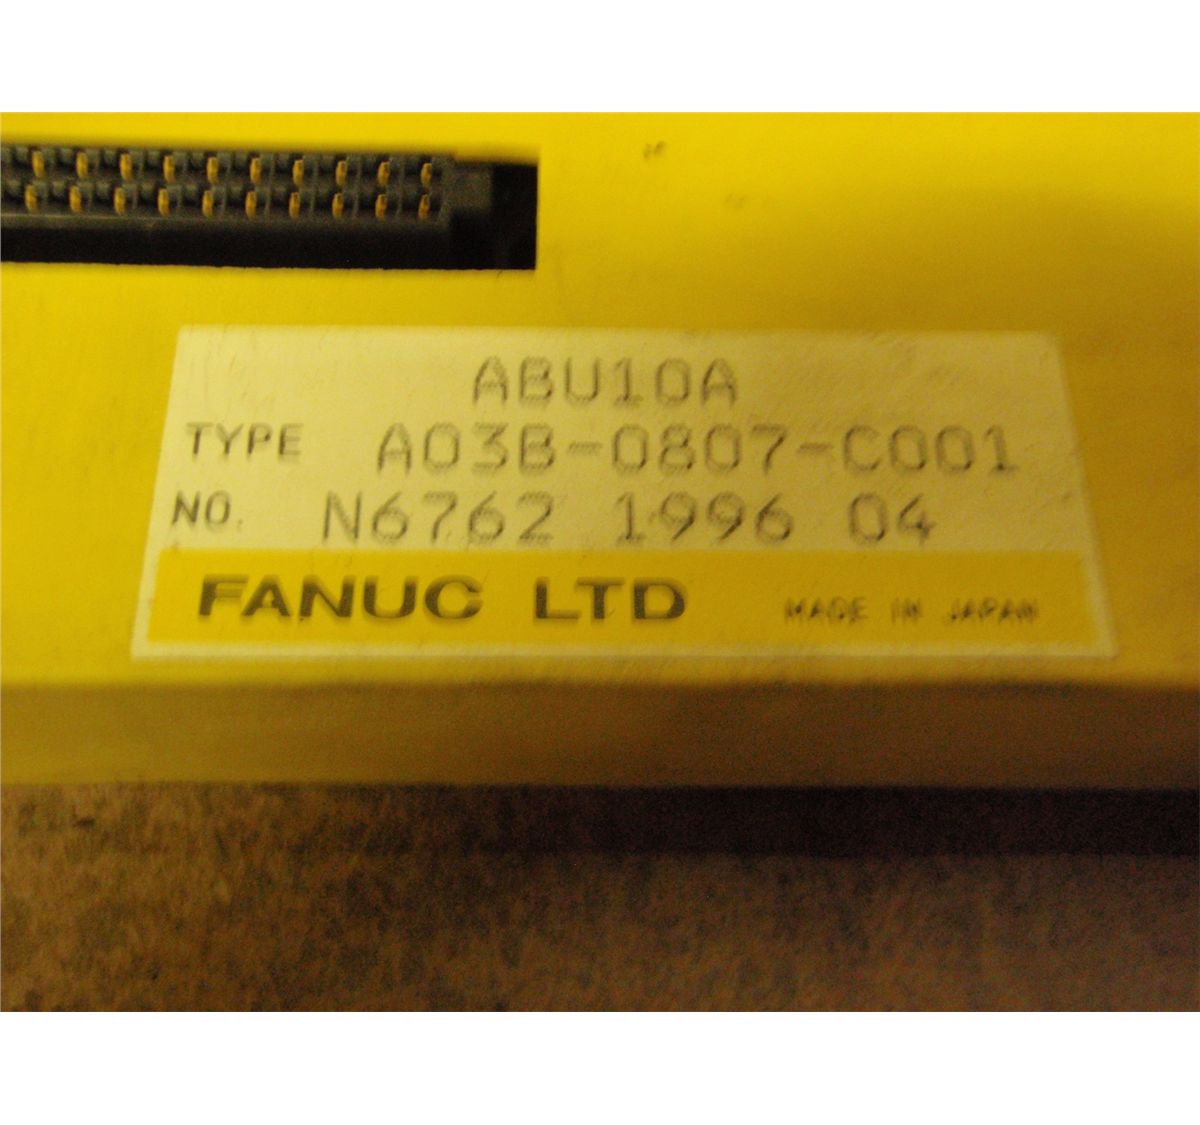 ABU10A
TYPE A03B-0807-C001
NO. N6762 1996 04
FANUC LTD MADE IN JAPAN